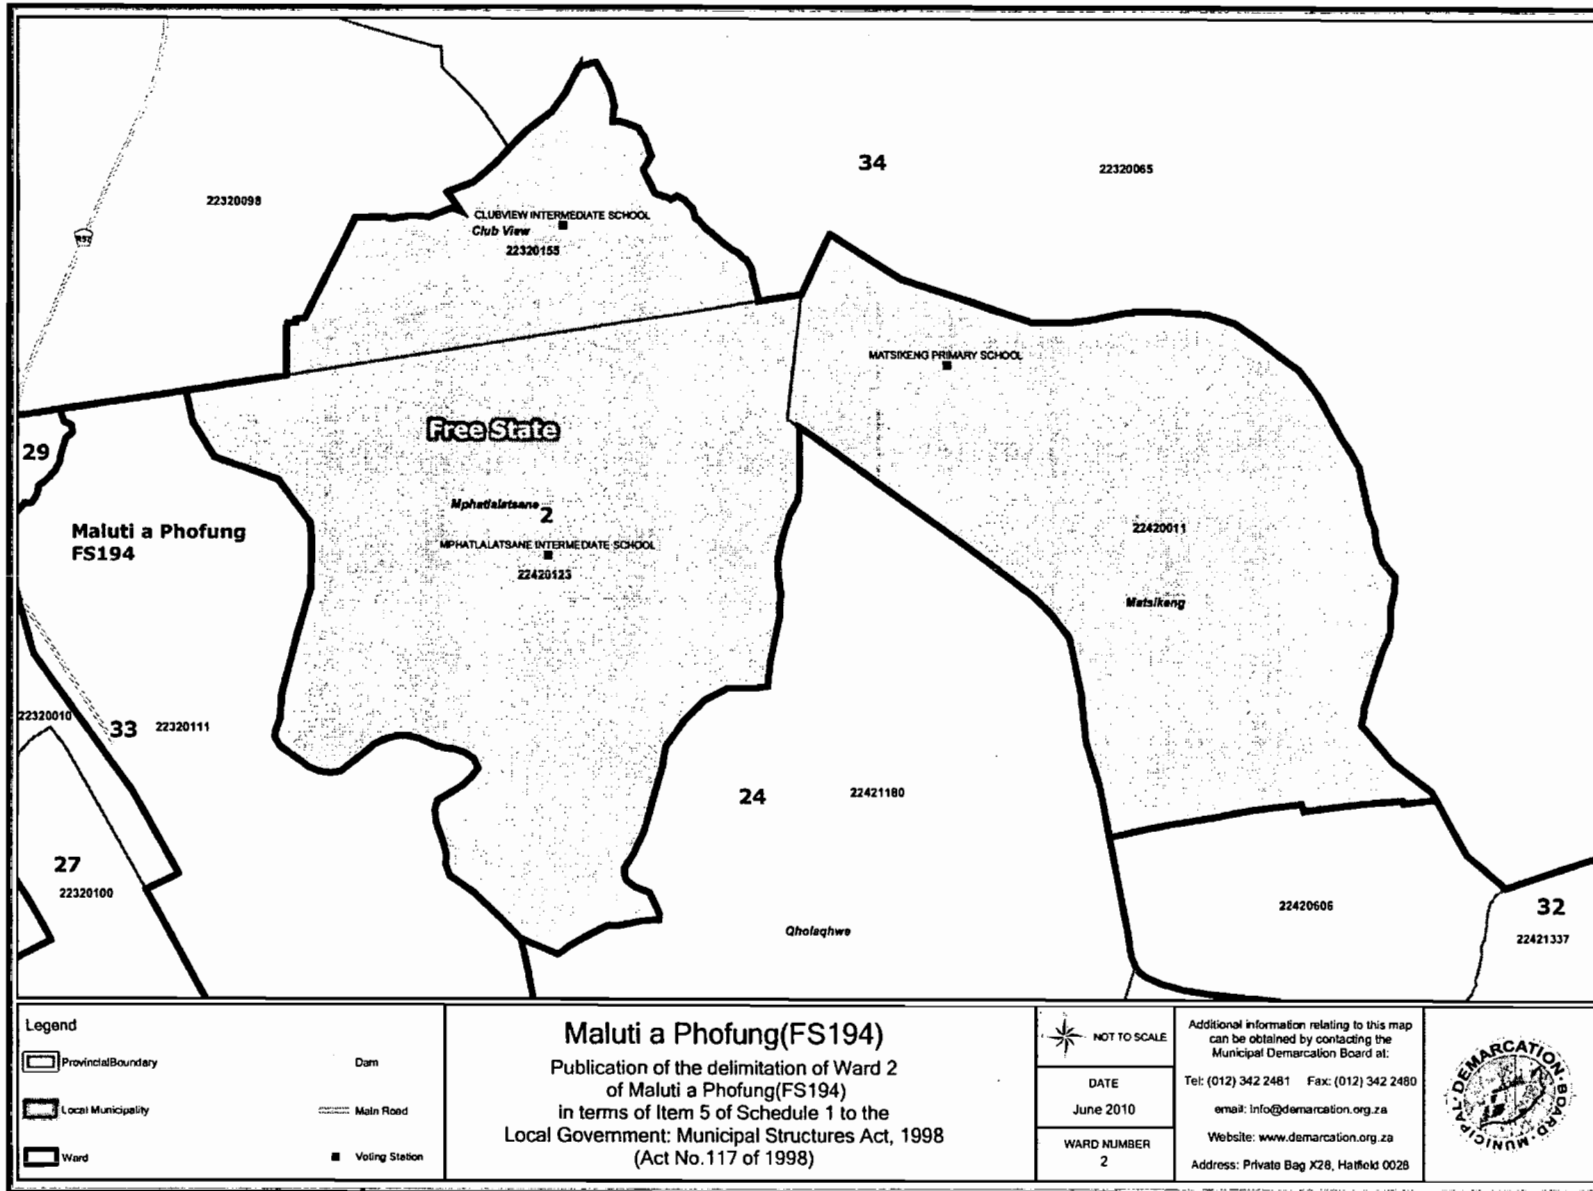 34
22320065
22320098
CLUBVIEW INTERMEDIATE SCHOOL
Club View
22320155
MATSIKENG PRIMARY SCHOOL
Free State
29
Mphatlalatsane
2
Maluti a Phofung
FS194
22420011
MPHATLALATSANE INTERMEDIATE SCHOOL
22420123
Matsikeng
22320010
33
22320111
24
22421180
27
22320100
22420606
32
22421337
Qholaqhwe
Legend
ProvincialBoundary
Dam
Local Municipality
Main Road
Ward
Voting Station
Maluti a Phofung(FS194)
Publication of the delimitation of Ward 2
of Maluti a Phofung(FS194)
in terms of Item 5 of Schedule 1 to the
Local Government: Municipal Structures Act, 1998
(Act No.117 of 1998)
NOT TO SCALE
DATE
June 2010
WARD NUMBER
2
Additional information relating to this map
can be obtained by contacting the
Municipal Demarcation Board at:
Tel: (012) 342 2481 Fax: (012) 342 2480
email: info@demarcation.org.za
Website: www.demarcation.org.za
Address: Private Bag X28, Hatfield 0028
MUNICIPAL DEMARCATION BOARD